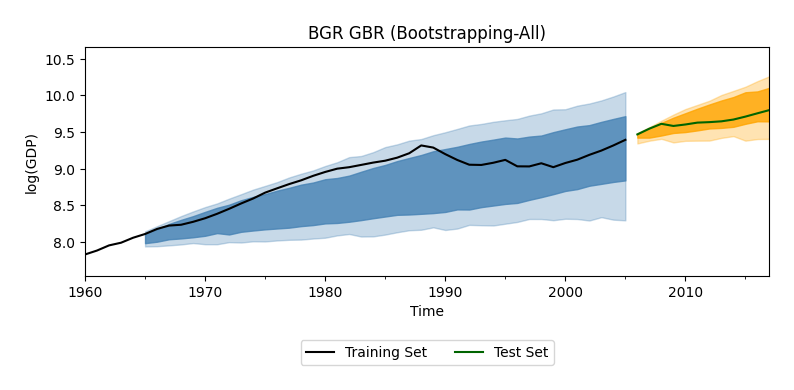 BGR GBR (Bootstrapping-All)
log(GDP)
10.5
10.0
9.5
9.0
8.5
8.0
1960 1970 1980 1990 2000 2010
Time
Training Set Test Set